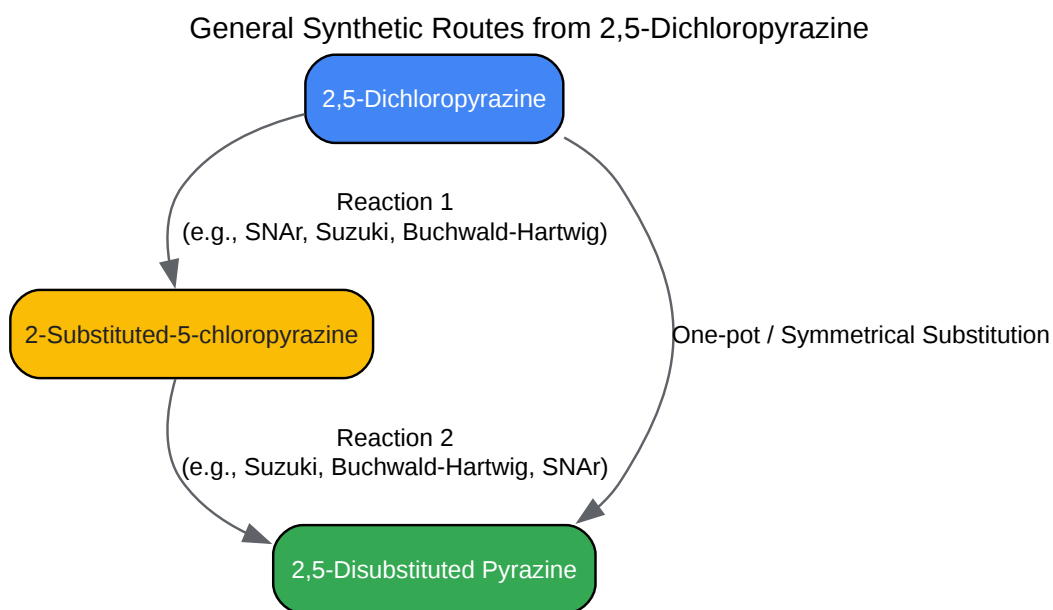 General Synthetic Routes from 2,5-Dichloropyrazine
2,5-Dichloropyrazine
Reaction 1
(e.g., SNAr, Suzuki, Buchwald-Hartwig)
2-Substituted-5-chloropyrazine
One-pot / Symmetrical Substitution
Reaction 2
(e.g., Suzuki, Buchwald-Hartwig, SNAr)
2,5-Disubstituted Pyrazine